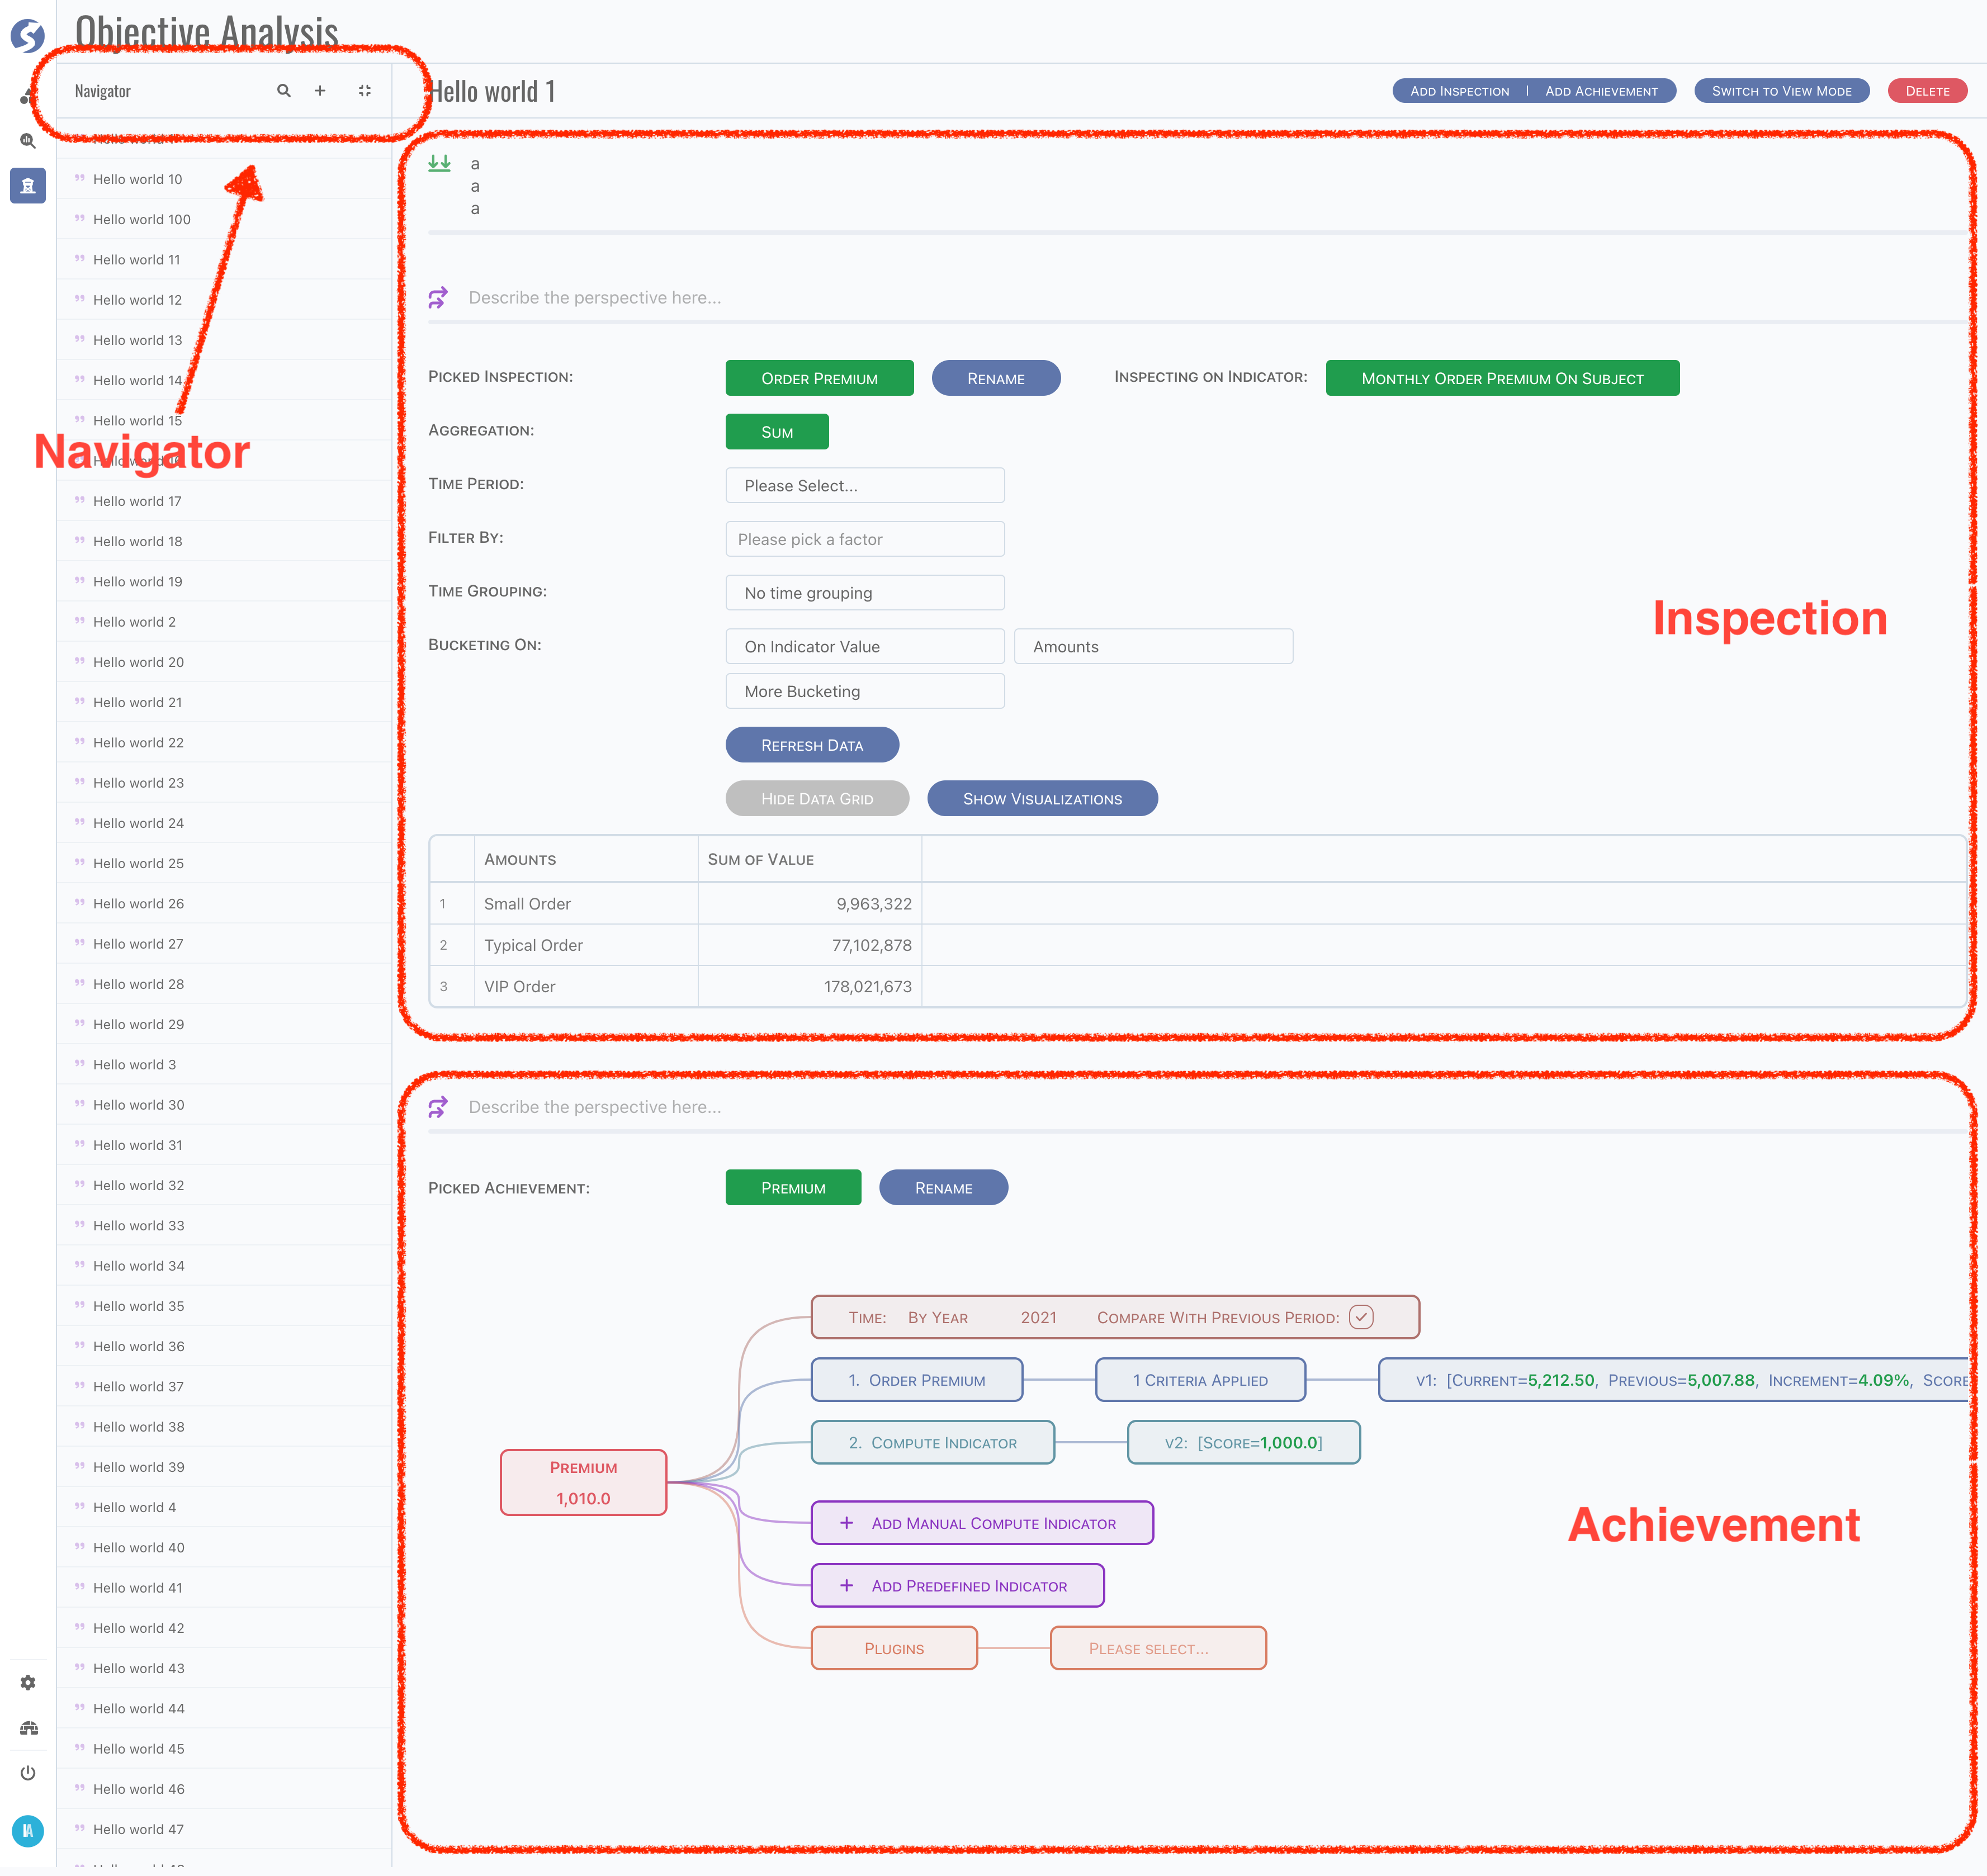 Objective Analysis
Navigator
Hello world 10
Hello world 100
Hello world 11
Hello world 12
Hello world 13
Hello world 14
Hello world 15
Navigator
Hello world 17
Hello world 18
Hello world 19
Hello world 2
Hello world 20
Hello world 21
Hello world 22
Hello world 23
Hello world 24
Hello world 25
Hello world 26
Hello world 27
Hello world 28
Hello world 29
Hello world 3
Hello world 30
Hello world 31
Hello world 32
Hello world 33
Hello world 34
Hello world 35
Hello world 36
Hello world 37
Hello world 38
Hello world 39
Hello world 4
Hello world 40
Hello world 41
Hello world 42
Hello world 43
Hello world 44
Hello world 45
Hello world 46
Hello world 47
IA
Hello world 1
Add Inspection | Add Achievement Switch to View Mode Delete
a
a
a
Describe the perspective here...
Picked Inspection: Order Premium Rename Inspecting on Indicator: Monthly Order Premium On Subject
Aggregation: Sum
Time Period: Please Select...
Filter By: Please pick a factor
Time Grouping: No time grouping
Inspection
Bucketing On: On Indicator Value Amounts
More Bucketing
Refresh Data
Hide Data Grid Show Visualizations
Amounts Sum of Value
1 Small Order 9,963,322
2 Typical Order 77,102,878
3 VIP Order 178,021,673
Describe the perspective here...
Picked Achievement: Premium Rename
Time: By Year 2021 Compare With Previous Period:
1. Order Premium 1 Criteria Applied v1: [Current=5,212.50, Previous=5,007.88, Increment=4.09%, Score
2. Compute Indicator v2: [Score=1,000.0]
Premium
1,010.0
+ Add Manual Compute Indicator
Achievement
+ Add Predefined Indicator
Plugins Please select...